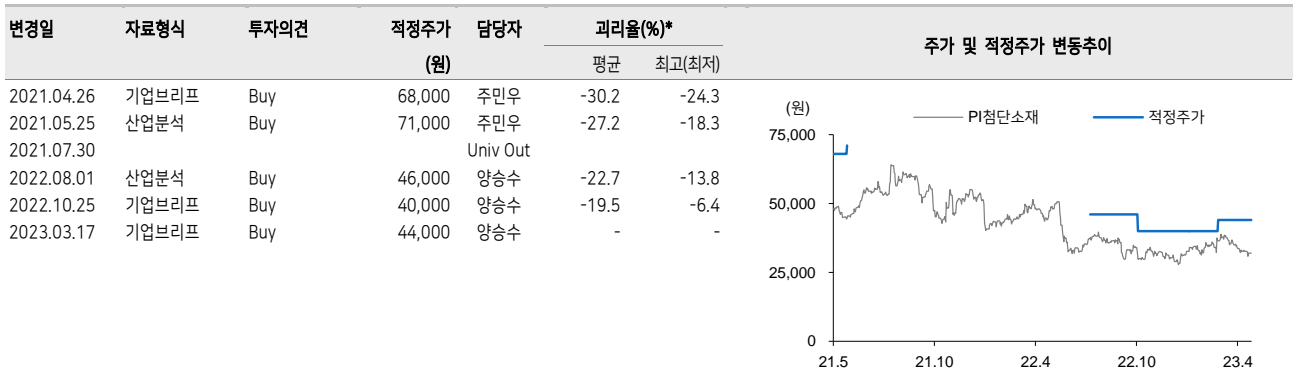 변경일 자료형식 투자의견 적정주가 담당자 괴리율(%)*
(원) 평균 최고(최저)
2021.04.26 기업브리프 Buy 68,000 주민우 -30.2 -24.3
2021.05.25 산업분석 Buy 71,000 주민우 -27.2 -18.3
2021.07.30 Univ Out
2022.08.01 산업분석 Buy 46,000 양승수 -22.7 -13.8
2022.10.25 기업브리프 Buy 40,000 양승수 -19.5 -6.4
2023.03.17 기업브리프 Buy 44,000 양승수 - -
주가 및 적정주가 변동추이
(원)
PI첨단소재 적정주가
75,000
50,000
25,000
0
21.5 21.10 22.4 22.10 23.4